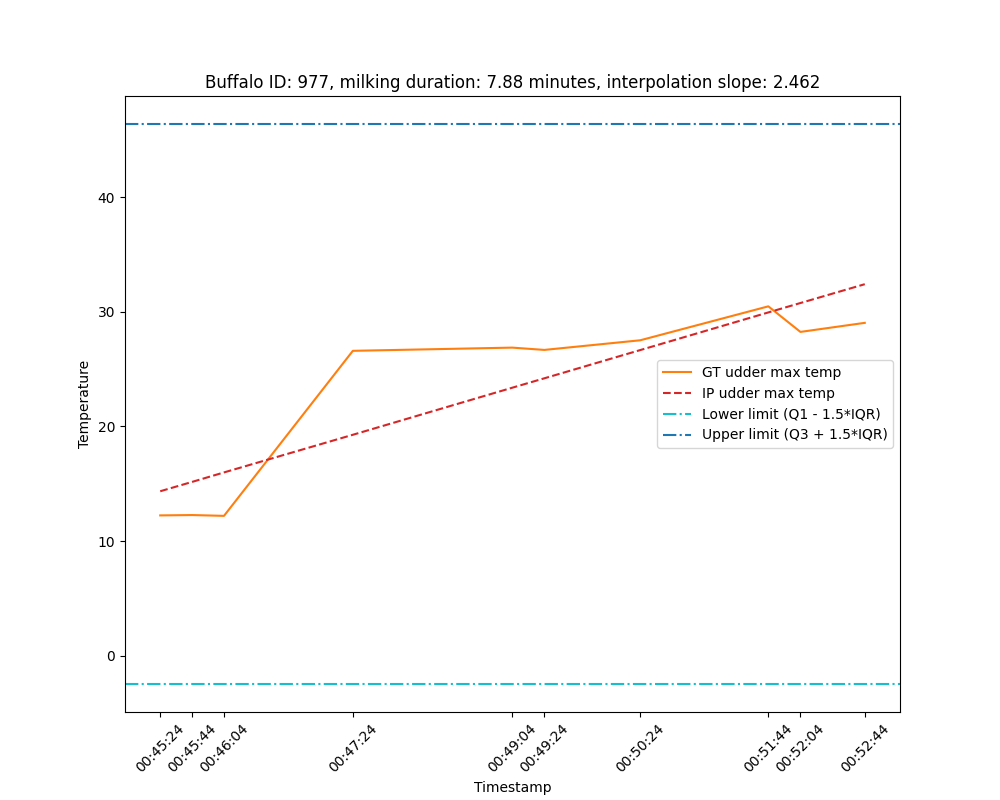 Buffalo ID: 977, milking duration: 7.88 minutes, interpolation slope: 2.462
Temperature
40
30
20
10
0
GT udder max temp
IP udder max temp
Lower limit (Q1 - 1.5*IQR)
Upper limit (Q3 + 1.5*IQR)
00:45:24
00:45:44
00:46:04
00:47:24
00:49:04
00:49:24
00:50:24
00:51:44
00:52:04
00:52:44
Timestamp